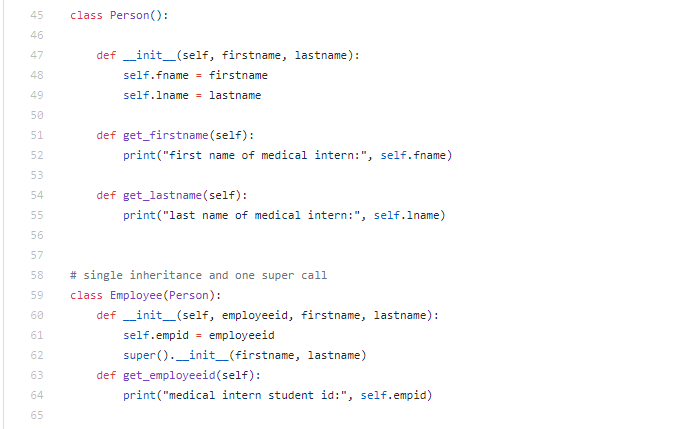 45 class Person():
46
47     def __init__(self, firstname, lastname):
48         self.fname = firstname
49         self.lname = lastname
50
51     def get_firstname(self):
52         print("first name of medical intern:", self.fname)
53
54     def get_lastname(self):
55         print("last name of medical intern:", self.lname)
56
57
58 # single inheritance and one super call
59 class Employee(Person):
60     def __init__(self, employeeid, firstname, lastname):
61         self.empid = employeeid
62         super().__init__(firstname, lastname)
63     def get_employeeid(self):
64         print("medical intern student id:", self.empid)
65